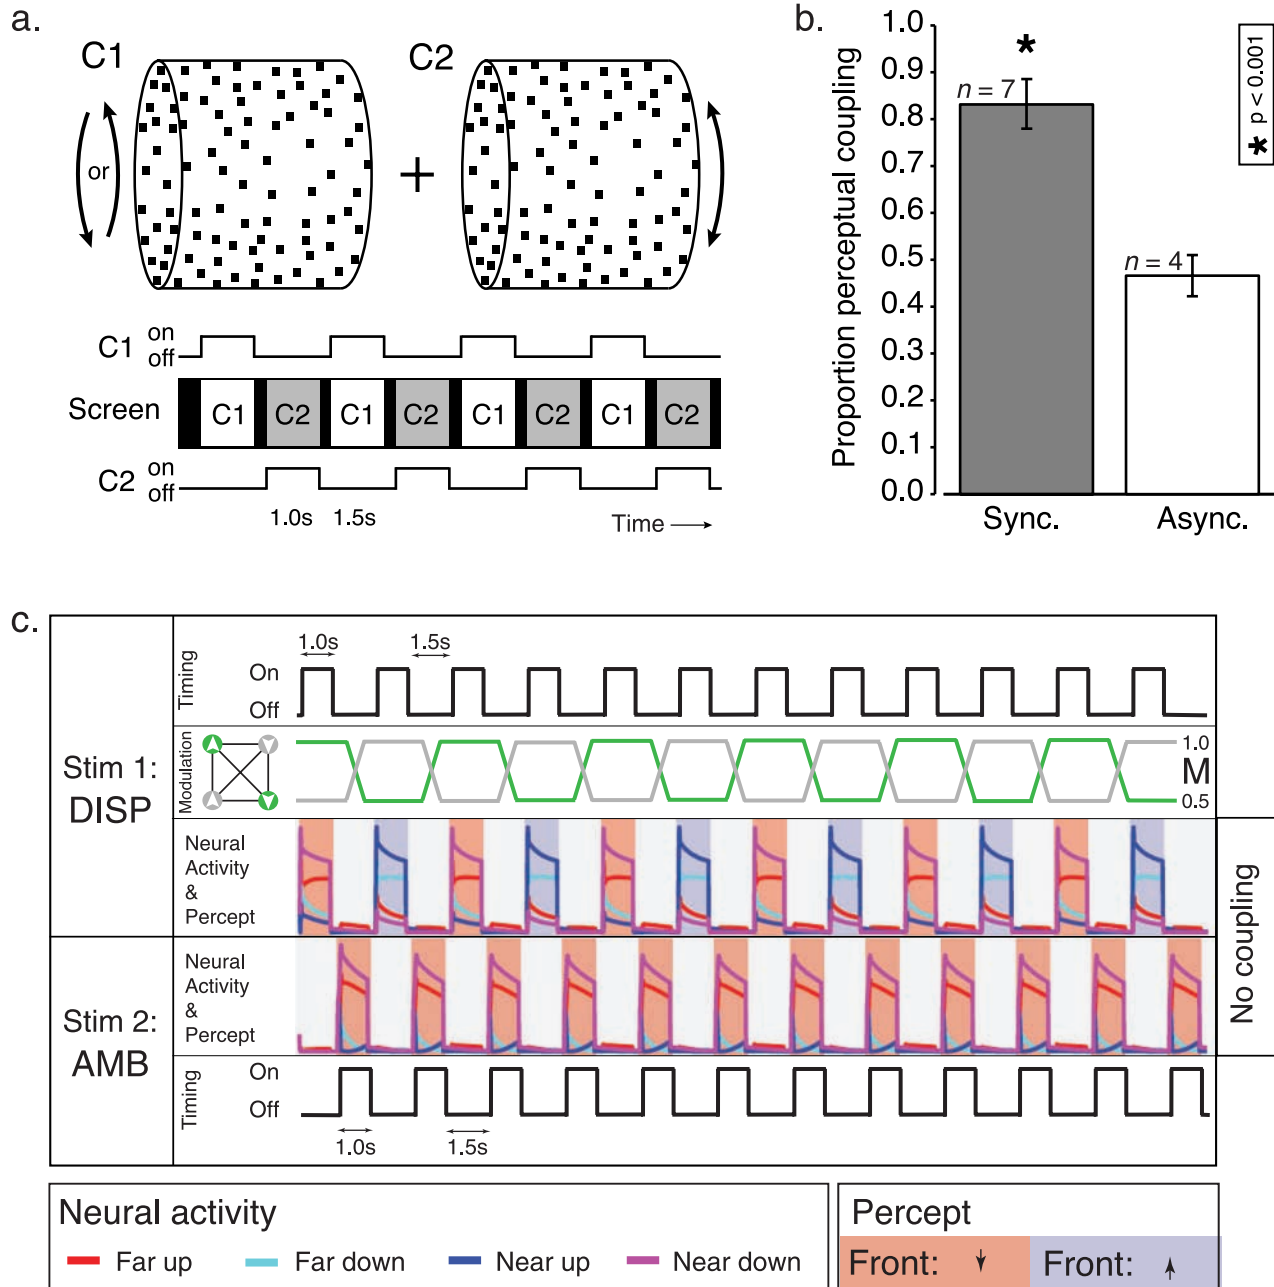 a.
C1
C2
or
+
C1
on
off
Screen
C1 C2 C1 C2 C1 C2 C1 C2
C2
on
off
1.0s 1.5s
Time
b.
Proportion perceptual coupling
1.0
0.9
0.8
0.7
0.6
0.5
0.4
0.3
0.2
0.1
0.0
n = 7
*
n = 4
* p < 0.001
Sync. Async.
c.
Stim 1:
DISP
Timing
On
Off
1.0s 1.5s
Modulation
1.0
M
0.5
Neural
Activity
&
Percept
Stim 2:
AMB
Neural
Activity
&
Percept
Timing
On
Off
1.0s 1.5s
No coupling
Neural activity
Far up Far down Near up Near down
Percept
Front: Front: